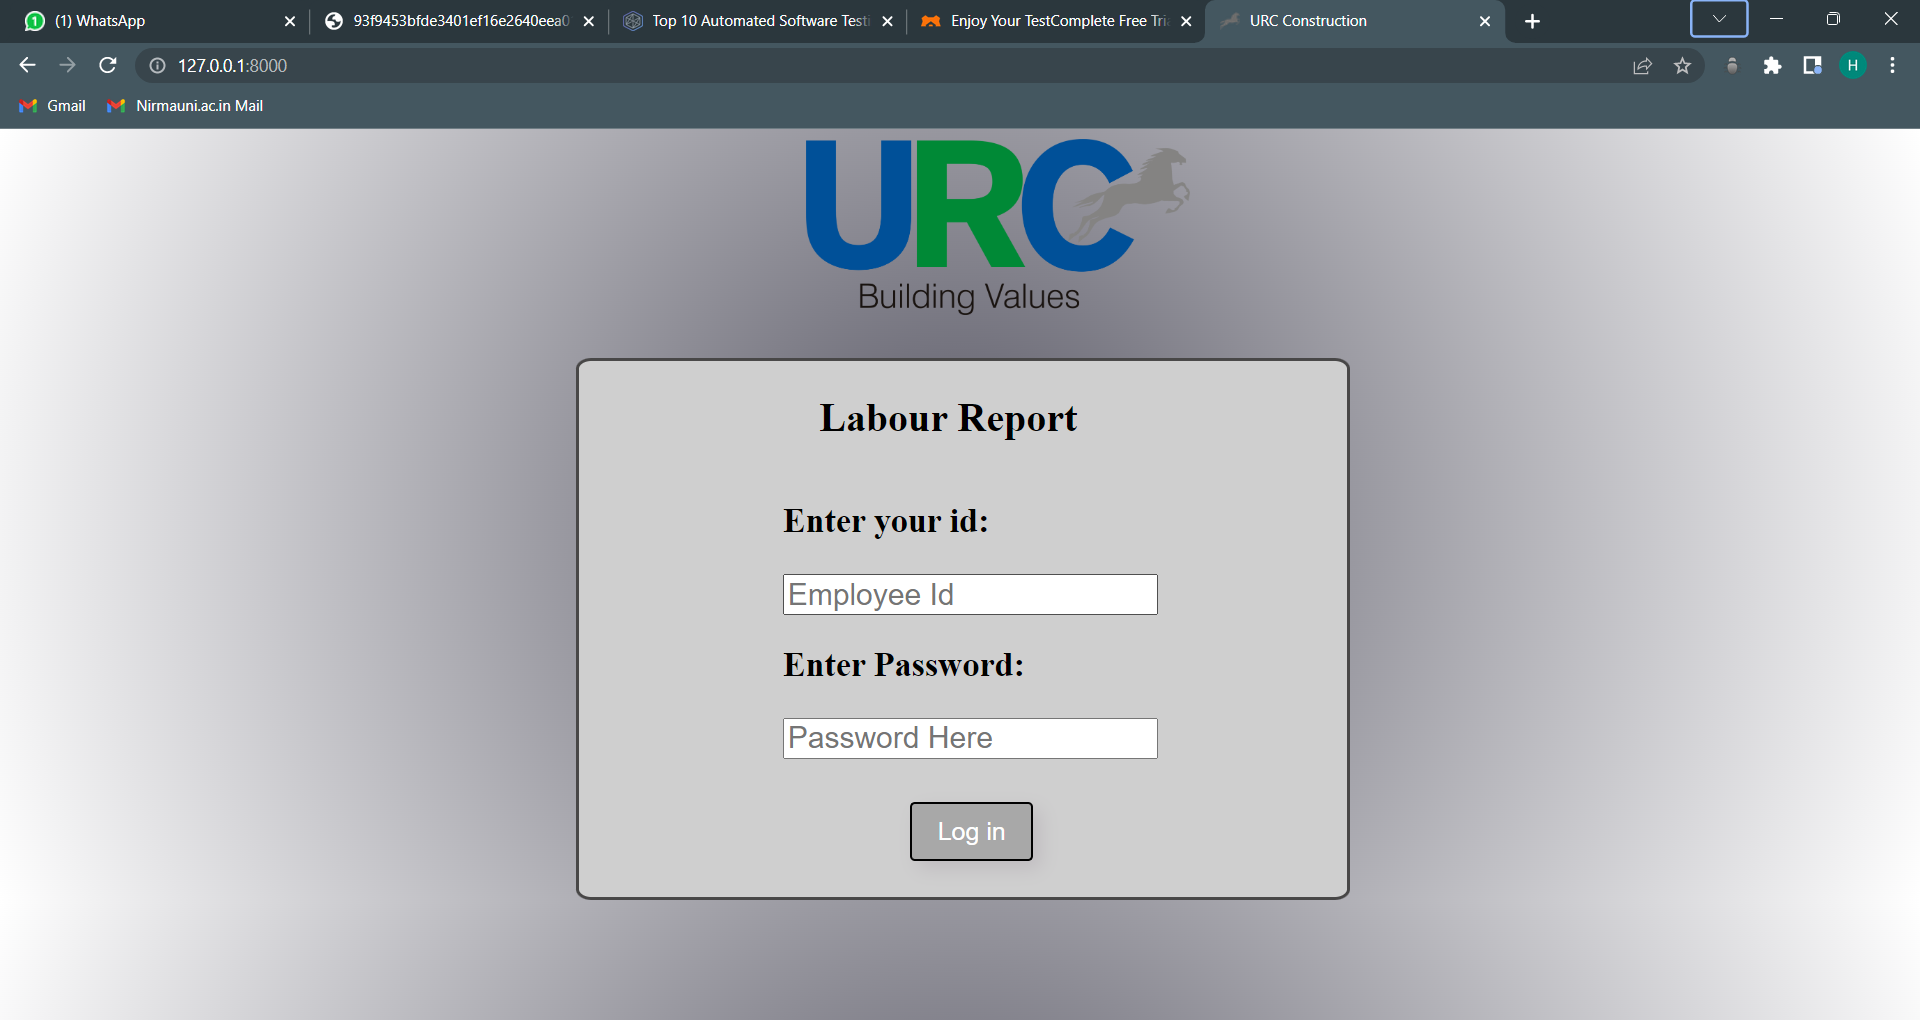 (1) WhatsApp
93f9453bfde3401ef16e2640eea0
Top 10 Automated Software Testi
Enjoy Your TestComplete Free Tria
URC Construction
127.0.0.1:8000
H
Gmail
Nirmauni.ac.in Mail
URC
Building Values
Labour Report
Enter your id:
Employee Id
Enter Password:
Password Here
Log in